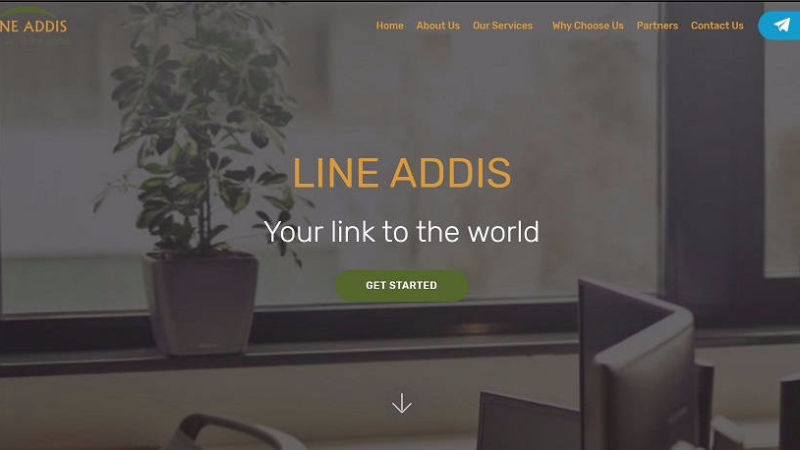 NE ADDIS
Home About Us Our Services Why Choose Us Partners Contact Us
LINE ADDIS
Your link to the world
GET STARTED